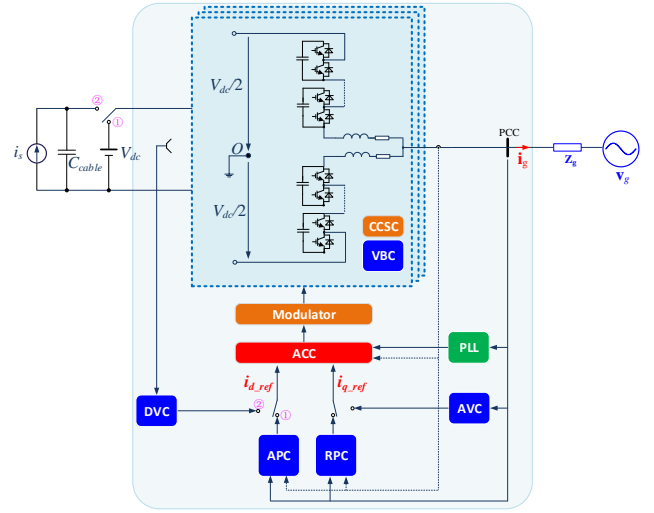 V_dc/2
②
①
PCC
i_s
C_cable
V_dc
O
i_g
Z_g
v_g
V_dc/2
CCSC
VBC
Modulator
ACC
PLL
i_d_ref
i_q_ref
DVC
②
①
AVC
APC
RPC